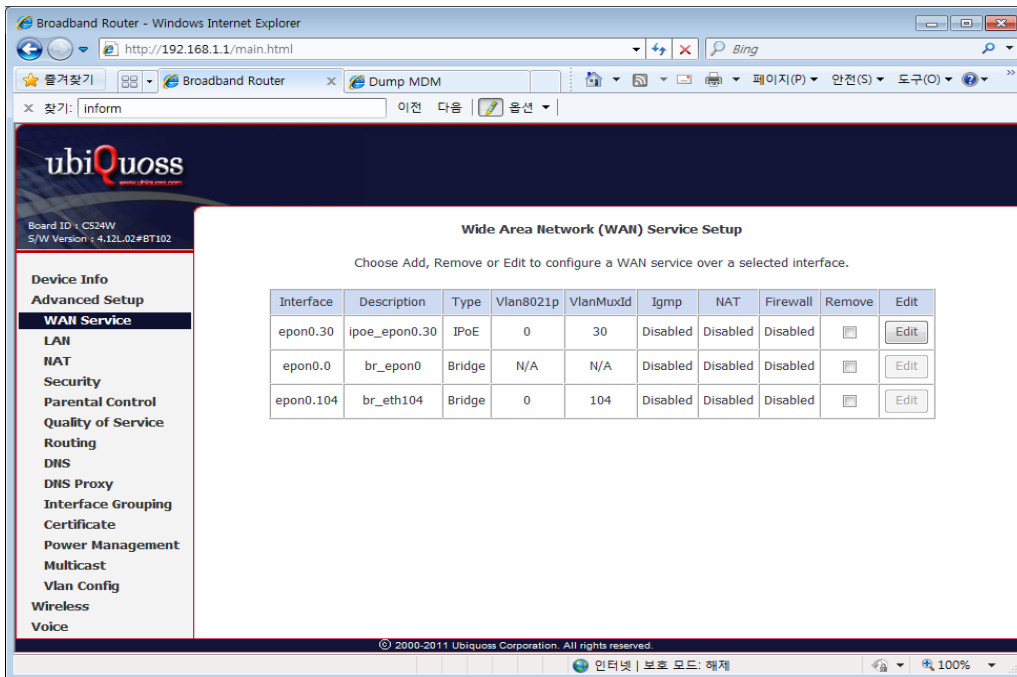 Broadband Router - Windows Internet Explorer
http://192.168.1.1/main.html
Bing
즐겨찾기
Broadband Router
Dump MDM
페이지(P)
안전(S)
도구(O)
찾기: inform
이전
다음
옵션
ubiQuoss
Board ID : C524W
S/W Version : 4.12L.02#BT102
Device Info
Advanced Setup
WAN Service
LAN
NAT
Security
Parental Control
Quality of Service
Routing
DNS
DNS Proxy
Interface Grouping
Certificate
Power Management
Multicast
Vlan Config
Wireless
Voice
Wide Area Network (WAN) Service Setup
Choose Add, Remove or Edit to configure a WAN service over a selected interface.
Interface Description Type Vlan8021p VlanMuxId Igmp NAT Firewall Remove Edit
epon0.30 ipoe_epon0.30 IPoE 0 30 Disabled Disabled Disabled Edit
epon0.0 br_epon0 Bridge N/A N/A Disabled Disabled Disabled Edit
epon0.104 br_eth104 Bridge 0 104 Disabled Disabled Disabled Edit
© 2000-2011 Ubiquoss Corporation. All rights reserved.
인터넷 | 보호 모드: 해제
100%